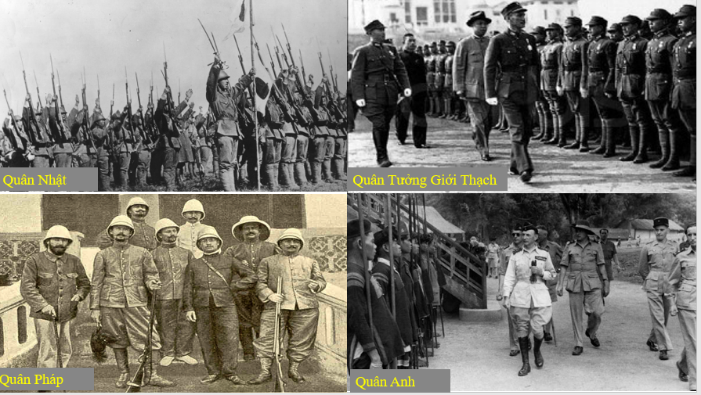 Quân Nhật
Quân Tưởng Giới Thạch
Quân Pháp
Quân Anh